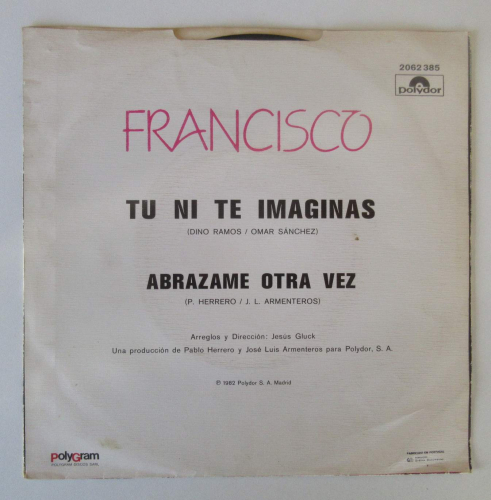 2062 385
polydor
FRANCISCO
TU NI TE IMAGINAS
(DINO RAMOS / OMAR SÁNCHEZ)
ABRAZAME OTRA VEZ
(P. HERRERO / J. L. ARMENTEROS)
Arreglos y Dirección: Jesús Gluck
Una producción de Pablo Herrero y José Luis Armenteros para Polydor, S. A.
℗ 1982 Polydor S. A. Madrid
polyGram